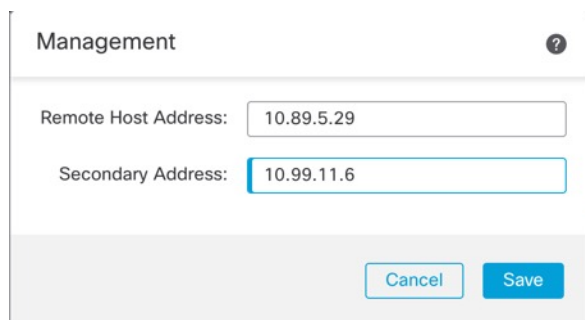 Management
?
Remote Host Address: 10.89.5.29
Secondary Address: 10.99.11.6
Cancel Save